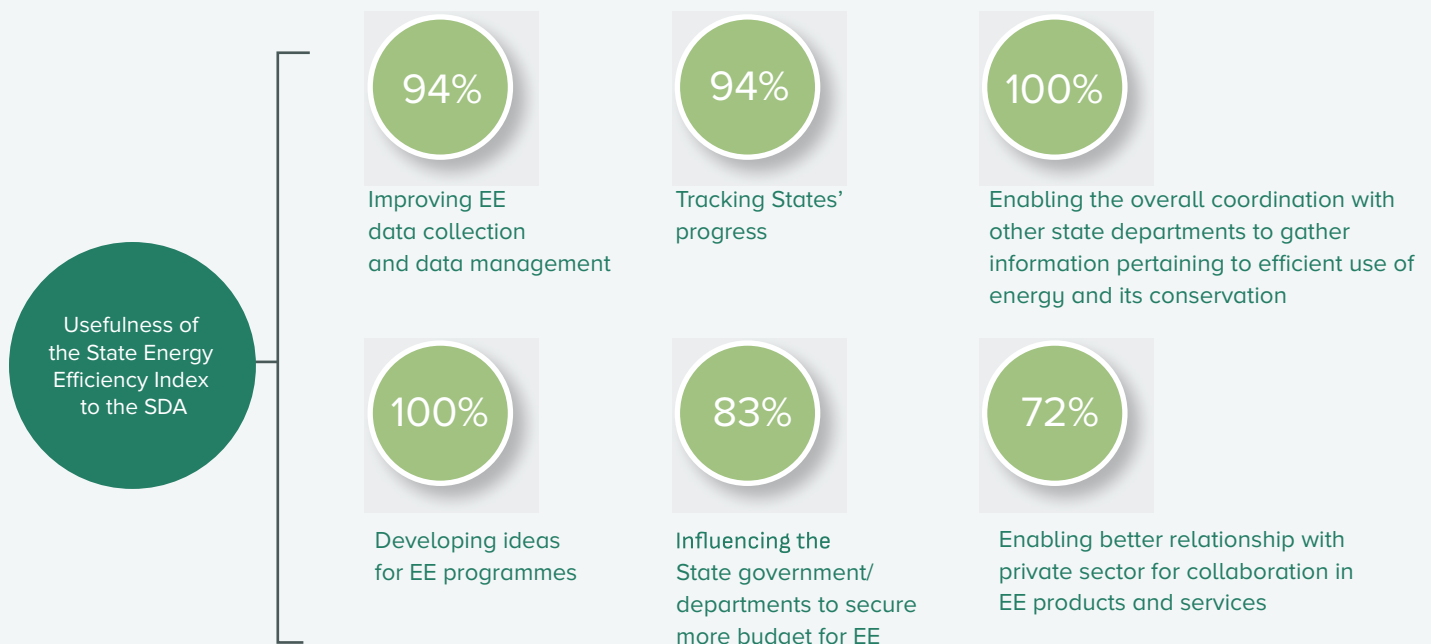 Usefulness of
the State Energy
Efficiency Index
to the SDA
94%
Improving EE
data collection
and data management
94%
Tracking States’
progress
100%
Enabling the overall coordination with
other state departments to gather
information pertaining to efficient use of
energy and its conservation
100%
Developing ideas
for EE programmes
83%
Influencing the
State government/
departments to secure
more budget for EE
72%
Enabling better relationship with
private sector for collaboration in
EE products and services